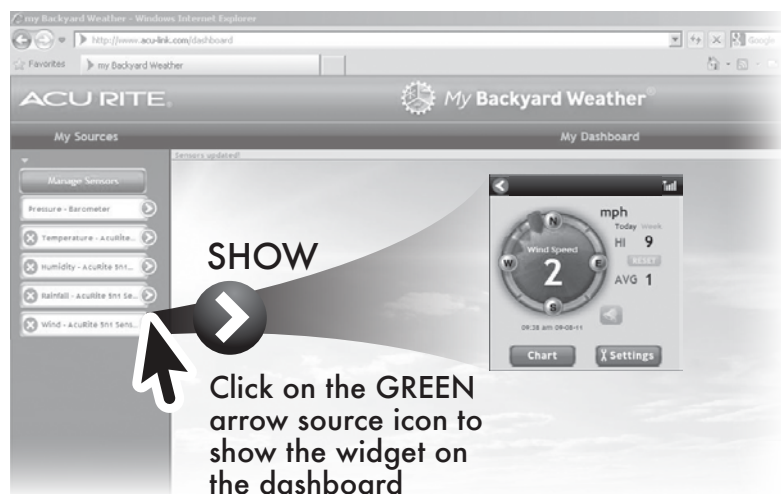 my Backyard Weather - Windows Internet Explorer
http://www.acu-link.com/dashboard
Google
Favorites
my Backyard Weather
ACU RITE®
My Backyard Weather®
My Sources
My Dashboard
Sensors updated!
Manage Sensors
Pressure - Barometer
Temperature - AcuRite...
Humidity - AcuRite 5n1...
Rainfall - AcuRite 5n1 Se...
Wind - AcuRite 5n1 Sens...
SHOW
Click on the GREEN
arrow source icon to
show the widget on
the dashboard
mph
Today Week
HI 9
RESET
AVG 1
N
Wind Speed
W 2 E
S
09:38 am 09-08-11
Chart
Settings